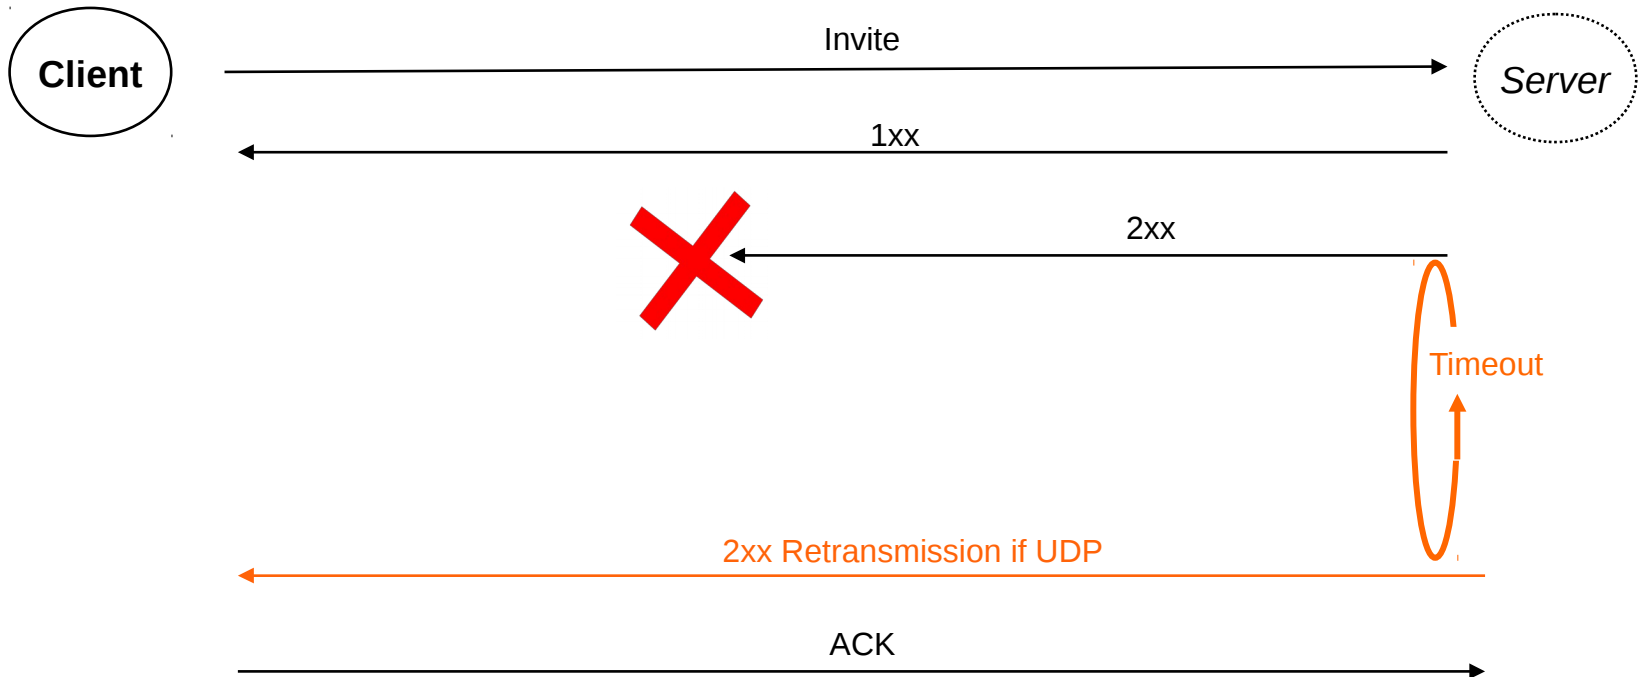 Invite
Client
Server
1xx
2xx
Timeout
2xx Retransmission if UDP
ACK